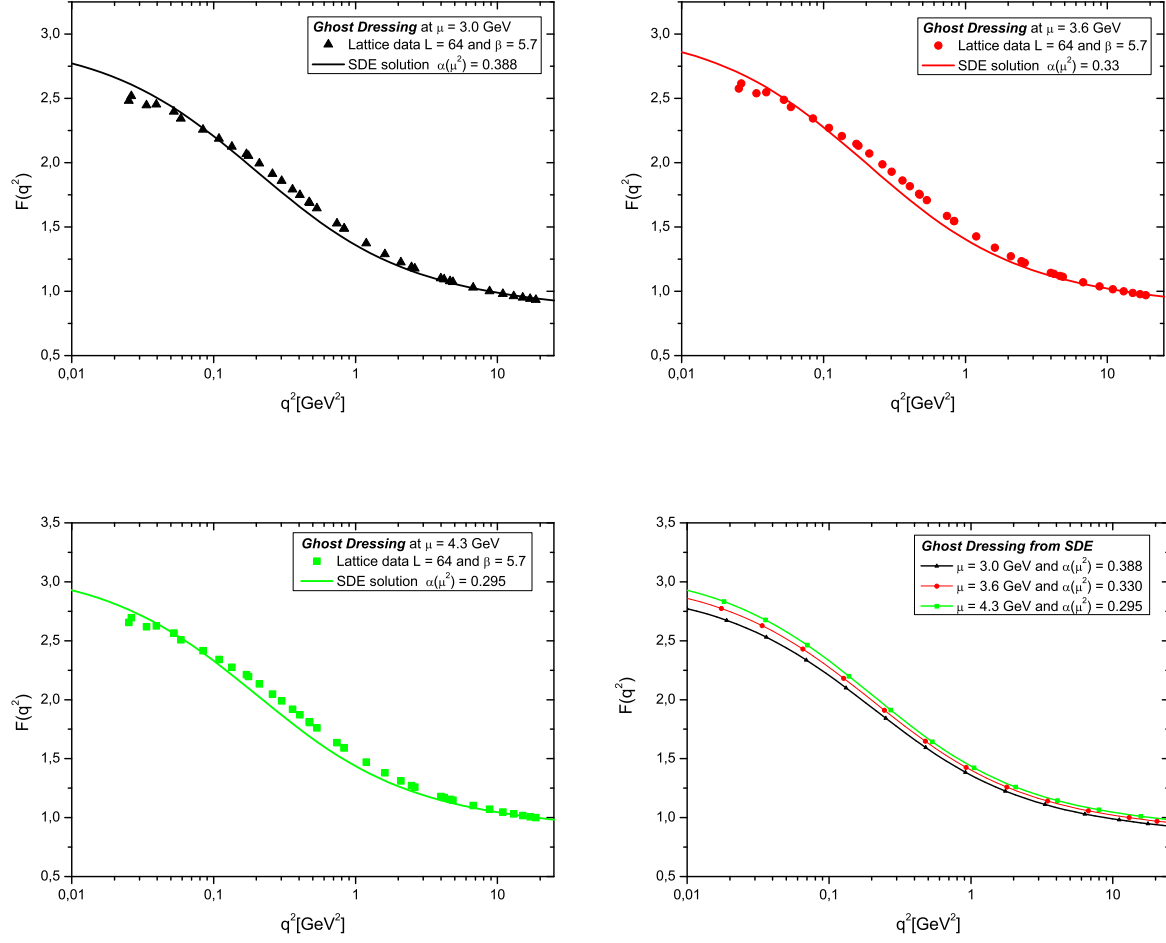 Ghost Dressing at μ = 3.0 GeV
Lattice data L = 64 and β = 5.7
SDE solution α(μ²) = 0.388
3,0
2,5
2,0
1,5
1,0
0,5
F(q²)
0,01
0,1
1
10
q²[GeV²]
Ghost Dressing at μ = 3.6 GeV
Lattice data L = 64 and β = 5.7
SDE solution α(μ²) = 0.33
3,0
2,5
2,0
1,5
1,0
0,5
F(q²)
0,01
0,1
1
10
q²[GeV²]
Ghost Dressing at μ = 4.3 GeV
Lattice data L = 64 and β = 5.7
SDE solution α(μ²) = 0.295
3,5
3,0
2,5
2,0
1,5
1,0
0,5
F(q²)
0,01
0,1
1
10
q²[GeV²]
Ghost Dressing from SDE
μ = 3.0 GeV and α(μ²) = 0.388
μ = 3.6 GeV and α(μ²) = 0.330
μ = 4.3 GeV and α(μ²) = 0.295
3,5
3,0
2,5
2,0
1,5
1,0
0,5
F(q²)
0,01
0,1
1
10
q²[GeV²]